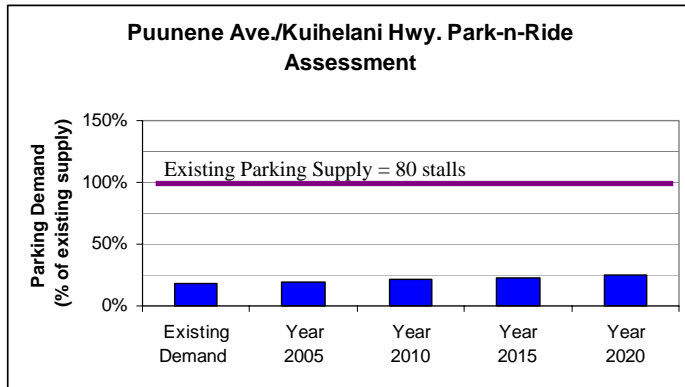 Puunene Ave./Kuihelani Hwy. Park-n-Ride
Assessment
Parking Demand
(% of existing supply)
150%
100%
50%
0%
Existing Parking Supply = 80 stalls
Existing
Demand
Year
2005
Year
2010
Year
2015
Year
2020